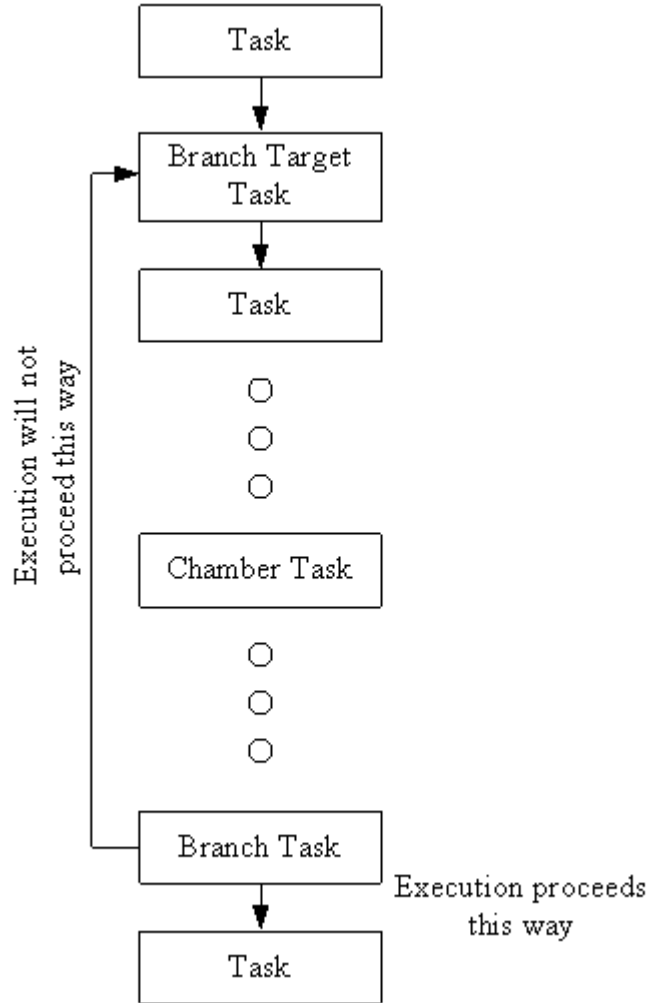 Task
Branch Target
Task
Task
Execution will not
proceed this way
Chamber Task
Branch Task
Execution proceeds
this way
Task